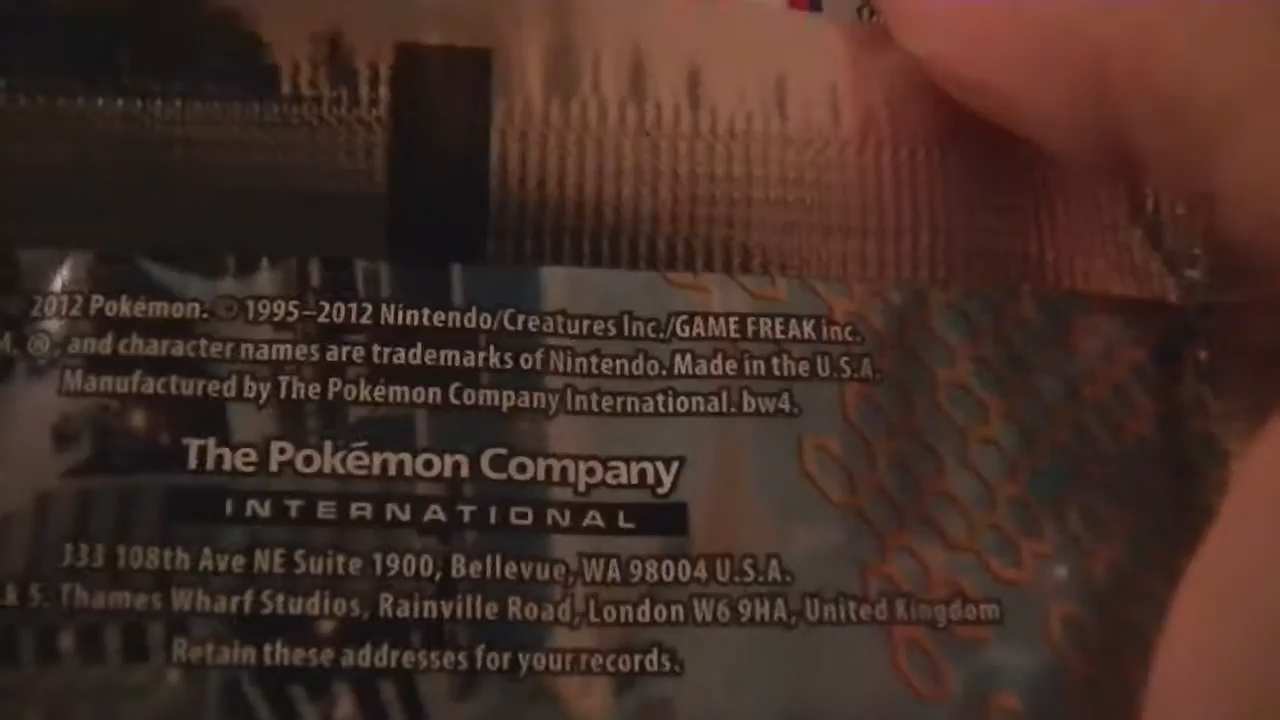 2012 Pokémon. © 1995–2012 Nintendo/Creatures Inc./GAME FREAK inc.
®, and character names are trademarks of Nintendo. Made in the U.S.A.
Manufactured by The Pokémon Company International. bw4.
The Pokémon Company
INTERNATIONAL
333 108th Ave NE Suite 1900, Bellevue, WA 98004 U.S.A.
& 5. Thames Wharf Studios, Rainville Road, London W6 9HA, United Kingdom
Retain these addresses for your records.